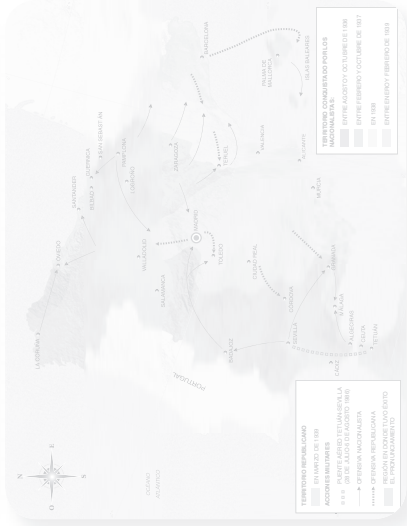 TERRITORIO CONQUISTADO POR LOS
NACIONALISTAS:
ENTRE AGOSTO Y OCTUBRE DE 1936
ENTRE FEBRERO Y OCTUBRE DE 1937
EN 1938
ENTRE ENERO Y FEBRERO DE 1939
BARCELONA
PALMA DE
MALLORCA
ISLAS BALEARES
SAN SEBASTIÁN
GUERNICA
BILBAO
SANTANDER
PAMPLONA
LOGROÑO
ZARAGOZA
TERUEL
VALENCIA
ALICANTE
MURCIA
OVIEDO
LA CORUÑA
VALLADOLID
SALAMANCA
MADRID
TOLEDO
CIUDAD REAL
CÓRDOBA
GRANADA
SEVILLA
MÁLAGA
BADAJOZ
CÁDIZ
ALGECIRAS
CEUTA
TETUÁN
PORTUGAL
OCÉANO
ATLÁNTICO
N
E
S
O
TERRITORIO REPUBLICANO
EN MARZO DE 1939
ACCIONES MILITARES
PUENTE AÉREO TETUÁN-SEVILLA
OFENSIVA NACIONALISTA
OFENSIVA REPUBLICANA
REGIÓN EN DONDE TUVO ÉXITO
EL PRONUNCIAMIENTO